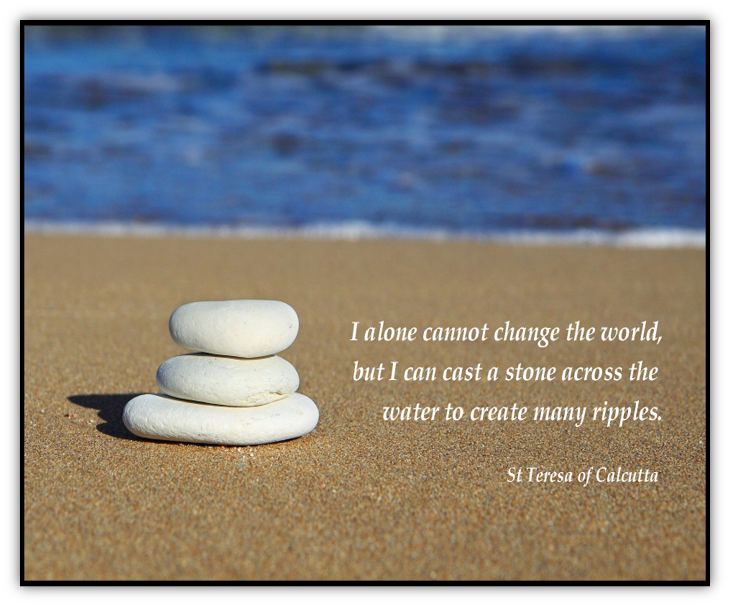 I alone cannot change the world,
but I can cast a stone across the
water to create many ripples.
St Teresa of Calcutta